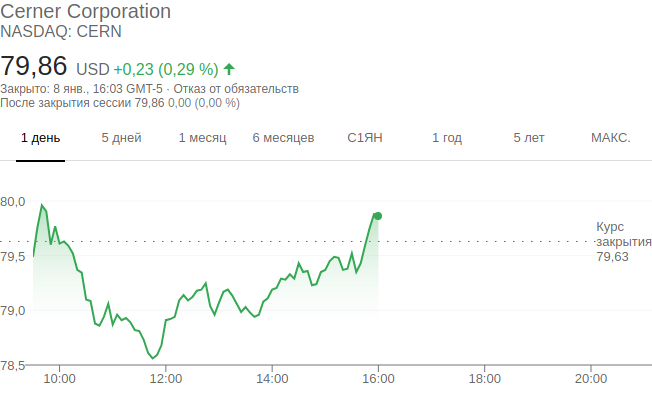 Cerner Corporation
NASDAQ: CERN
79,86 USD +0,23 (0,29 %)
Закрыто: 8 янв., 16:03 GMT-5 · Отказ от обязательств
После закрытия сессии 79,86 0,00 (0,00 %)
1 день 5 дней 1 месяц 6 месяцев С1ЯН 1 год 5 лет МАКС.
80,0
Курс
закрытия
79,63
79,5
79,0
78,5
10:00 12:00 14:00 16:00 18:00 20:00